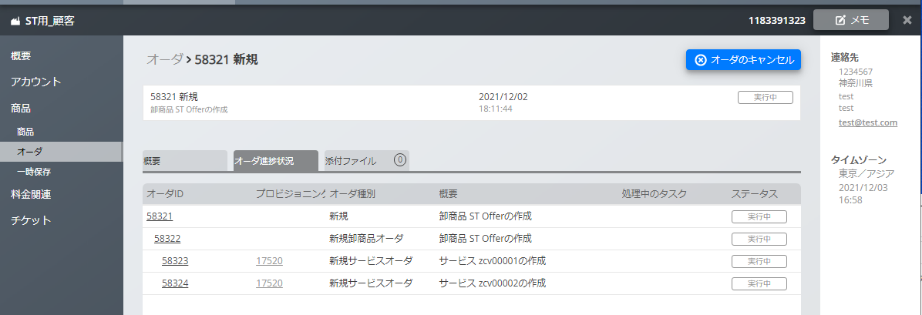 ST用_顧客
1183391323 メモ
概要
アカウント
商品
商品
オーダ
一時保存
料金関連
チケット
オーダ > 58321 新規
オーダのキャンセル
58321 新規 2021/12/02 実行中
卸商品 ST Offerの作成 18:11:44
概要 オーダ進捗状況 添付ファイル 0
オーダID プロビジョニング オーダ種別 概要 処理中のタスク ステータス
58321 新規 卸商品 ST Offerの作成 実行中
58322 新規卸商品オーダ 卸商品 ST Offerの作成 実行中
58323 17520 新規サービスオーダ サービス zcv00001の作成 実行中
58324 17520 新規サービスオーダ サービス zcv00002の作成 実行中
連絡先
1234567
神奈川県
test
test
test@test.com
タイムゾーン
東京／アジア
2021/12/03
16:58